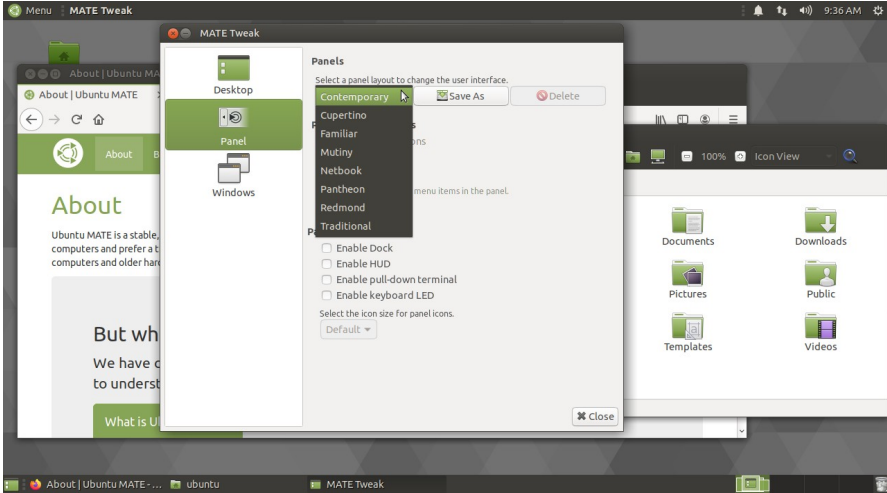 Menu MATE Tweak 9:36 AM
MATE Tweak
About | Ubuntu MA
About | Ubuntu MATE
About B
About
Ubuntu MATE is a stable,
computers and prefer a t
computers and older hard
But wh
We have c
to underst
What is U
Desktop
Panel
Windows
Panels
Select a panel layout to change the user interface.
Contemporary Save As Delete
Cupertino
Familiar
Mutiny
Netbook
Pantheon
Redmond
Traditional
ons
menu items in the panel.
Enable Dock
Enable HUD
Enable pull-down terminal
Enable keyboard LED
Select the icon size for panel icons.
Default
Close
100% Icon View
Documents Downloads
Pictures Public
Templates Videos
About | Ubuntu MATE - ... ubuntu MATE Tweak